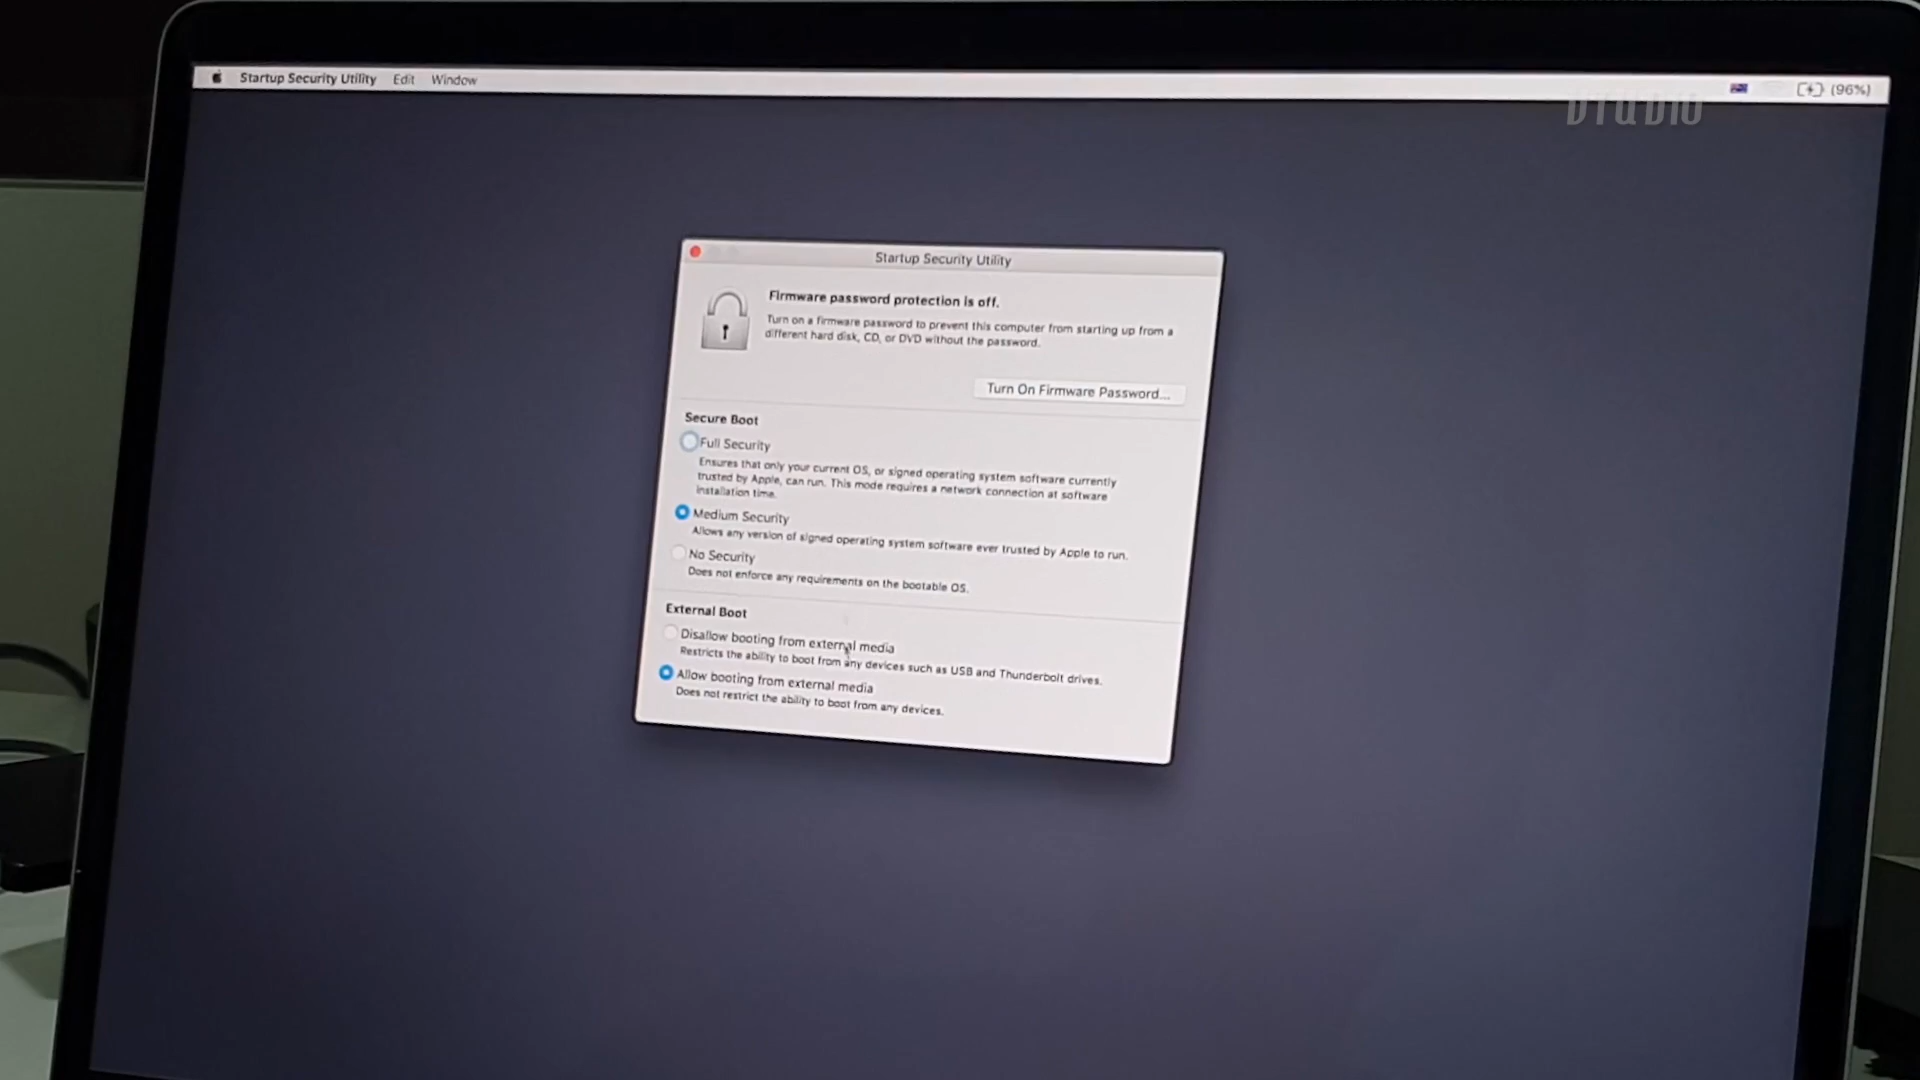 Startup Security Utility Edit Window (96%)
Startup Security Utility
Firmware password protection is off.
Turn on a firmware password to prevent this computer from starting up from a
different hard disk, CD, or DVD without the password.
Turn On Firmware Password...
Secure Boot
Full Security
Ensures that only your current OS, or signed operating system software currently
trusted by Apple, can run. This mode requires a network connection at software
installation time.
Medium Security
Allows any version of signed operating system software ever trusted by Apple to run.
No Security
Does not enforce any requirements on the bootable OS.
External Boot
Disallow booting from external media
Restricts the ability to boot from any devices such as USB and Thunderbolt drives.
Allow booting from external media
Does not restrict the ability to boot from any devices.